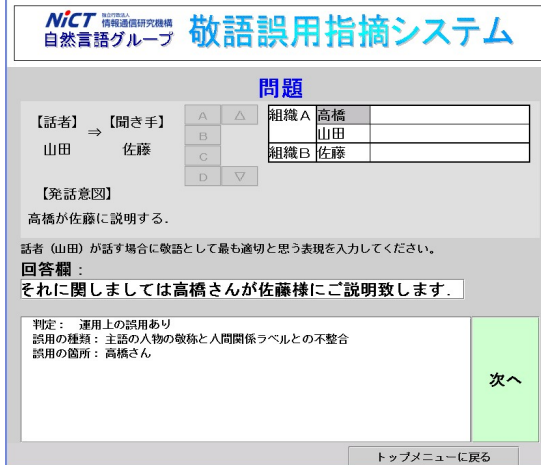 NiCT 独立行政法人 情報通信研究機構
自然言語グループ
敬語誤用指摘システム
問題
【話者】 ⇒ 【聞き手】
山田 佐藤
A △
B
C
D ▽
組織A 高橋
山田
組織B 佐藤
【発話意図】
高橋が佐藤に説明する.
話者（山田）が話す場合に敬語として最も適切と思う表現を入力してください。
回答欄：
それに関しましては高橋さんが佐藤様にご説明致します.
判定： 運用上の誤用あり
誤用の種類： 主語の人物の敬称と人間関係ラベルとの不整合
誤用の箇所： 高橋さん
次へ
トップメニューに戻る